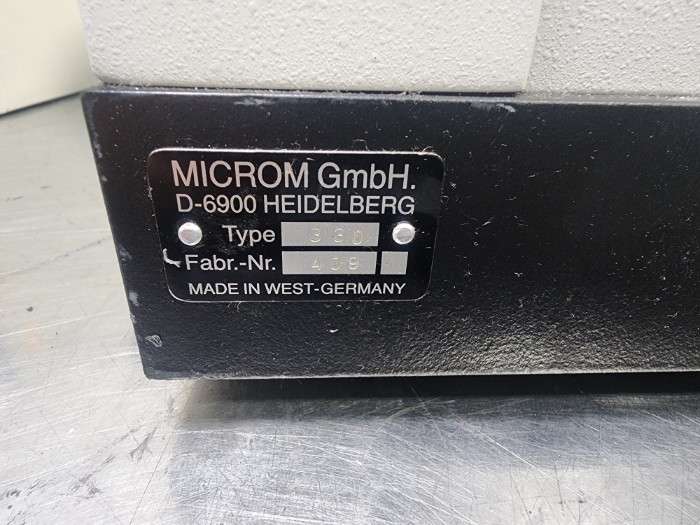 MICROM GmbH.
D-6900 HEIDELBERG
Type 330
Fabr.-Nr. 409
MADE IN WEST-GERMANY